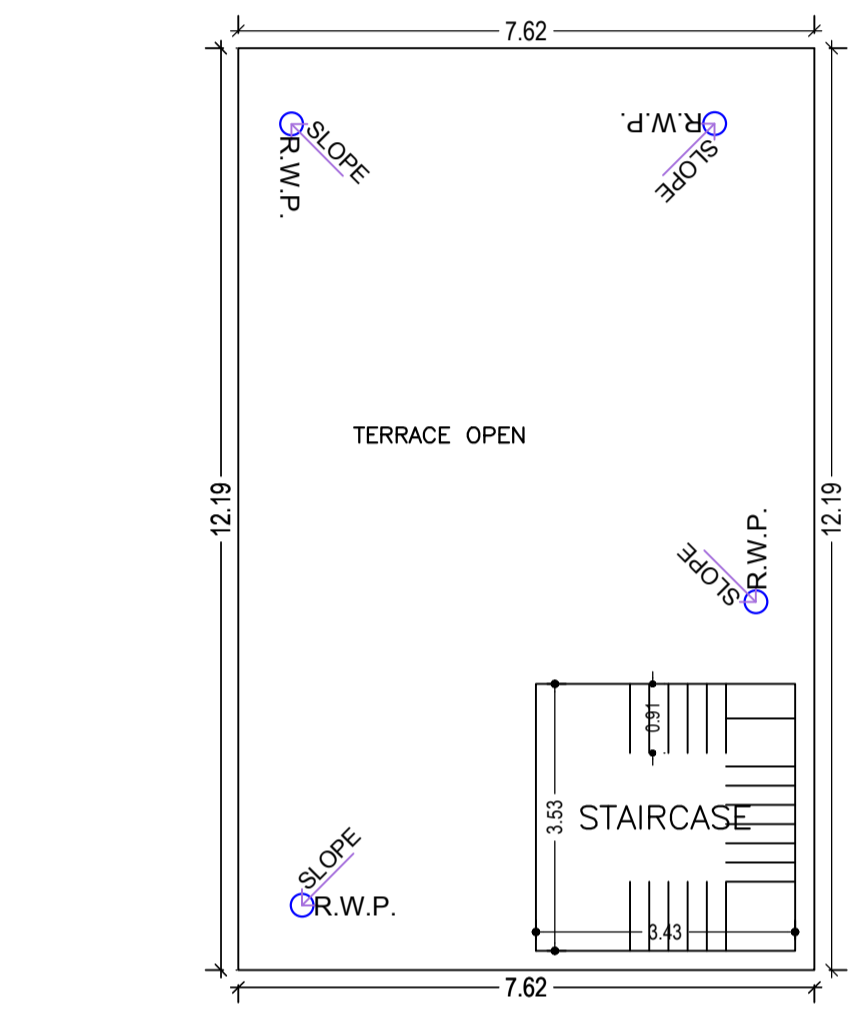 7.62
R.W.P.
SLOPE
R.W.P.
SLOPE
TERRACE OPEN
12.19
12.19
R.W.P.
SLOPE
0.91
3.53
STAIRCASE
SLOPE
R.W.P.
3.43
7.62